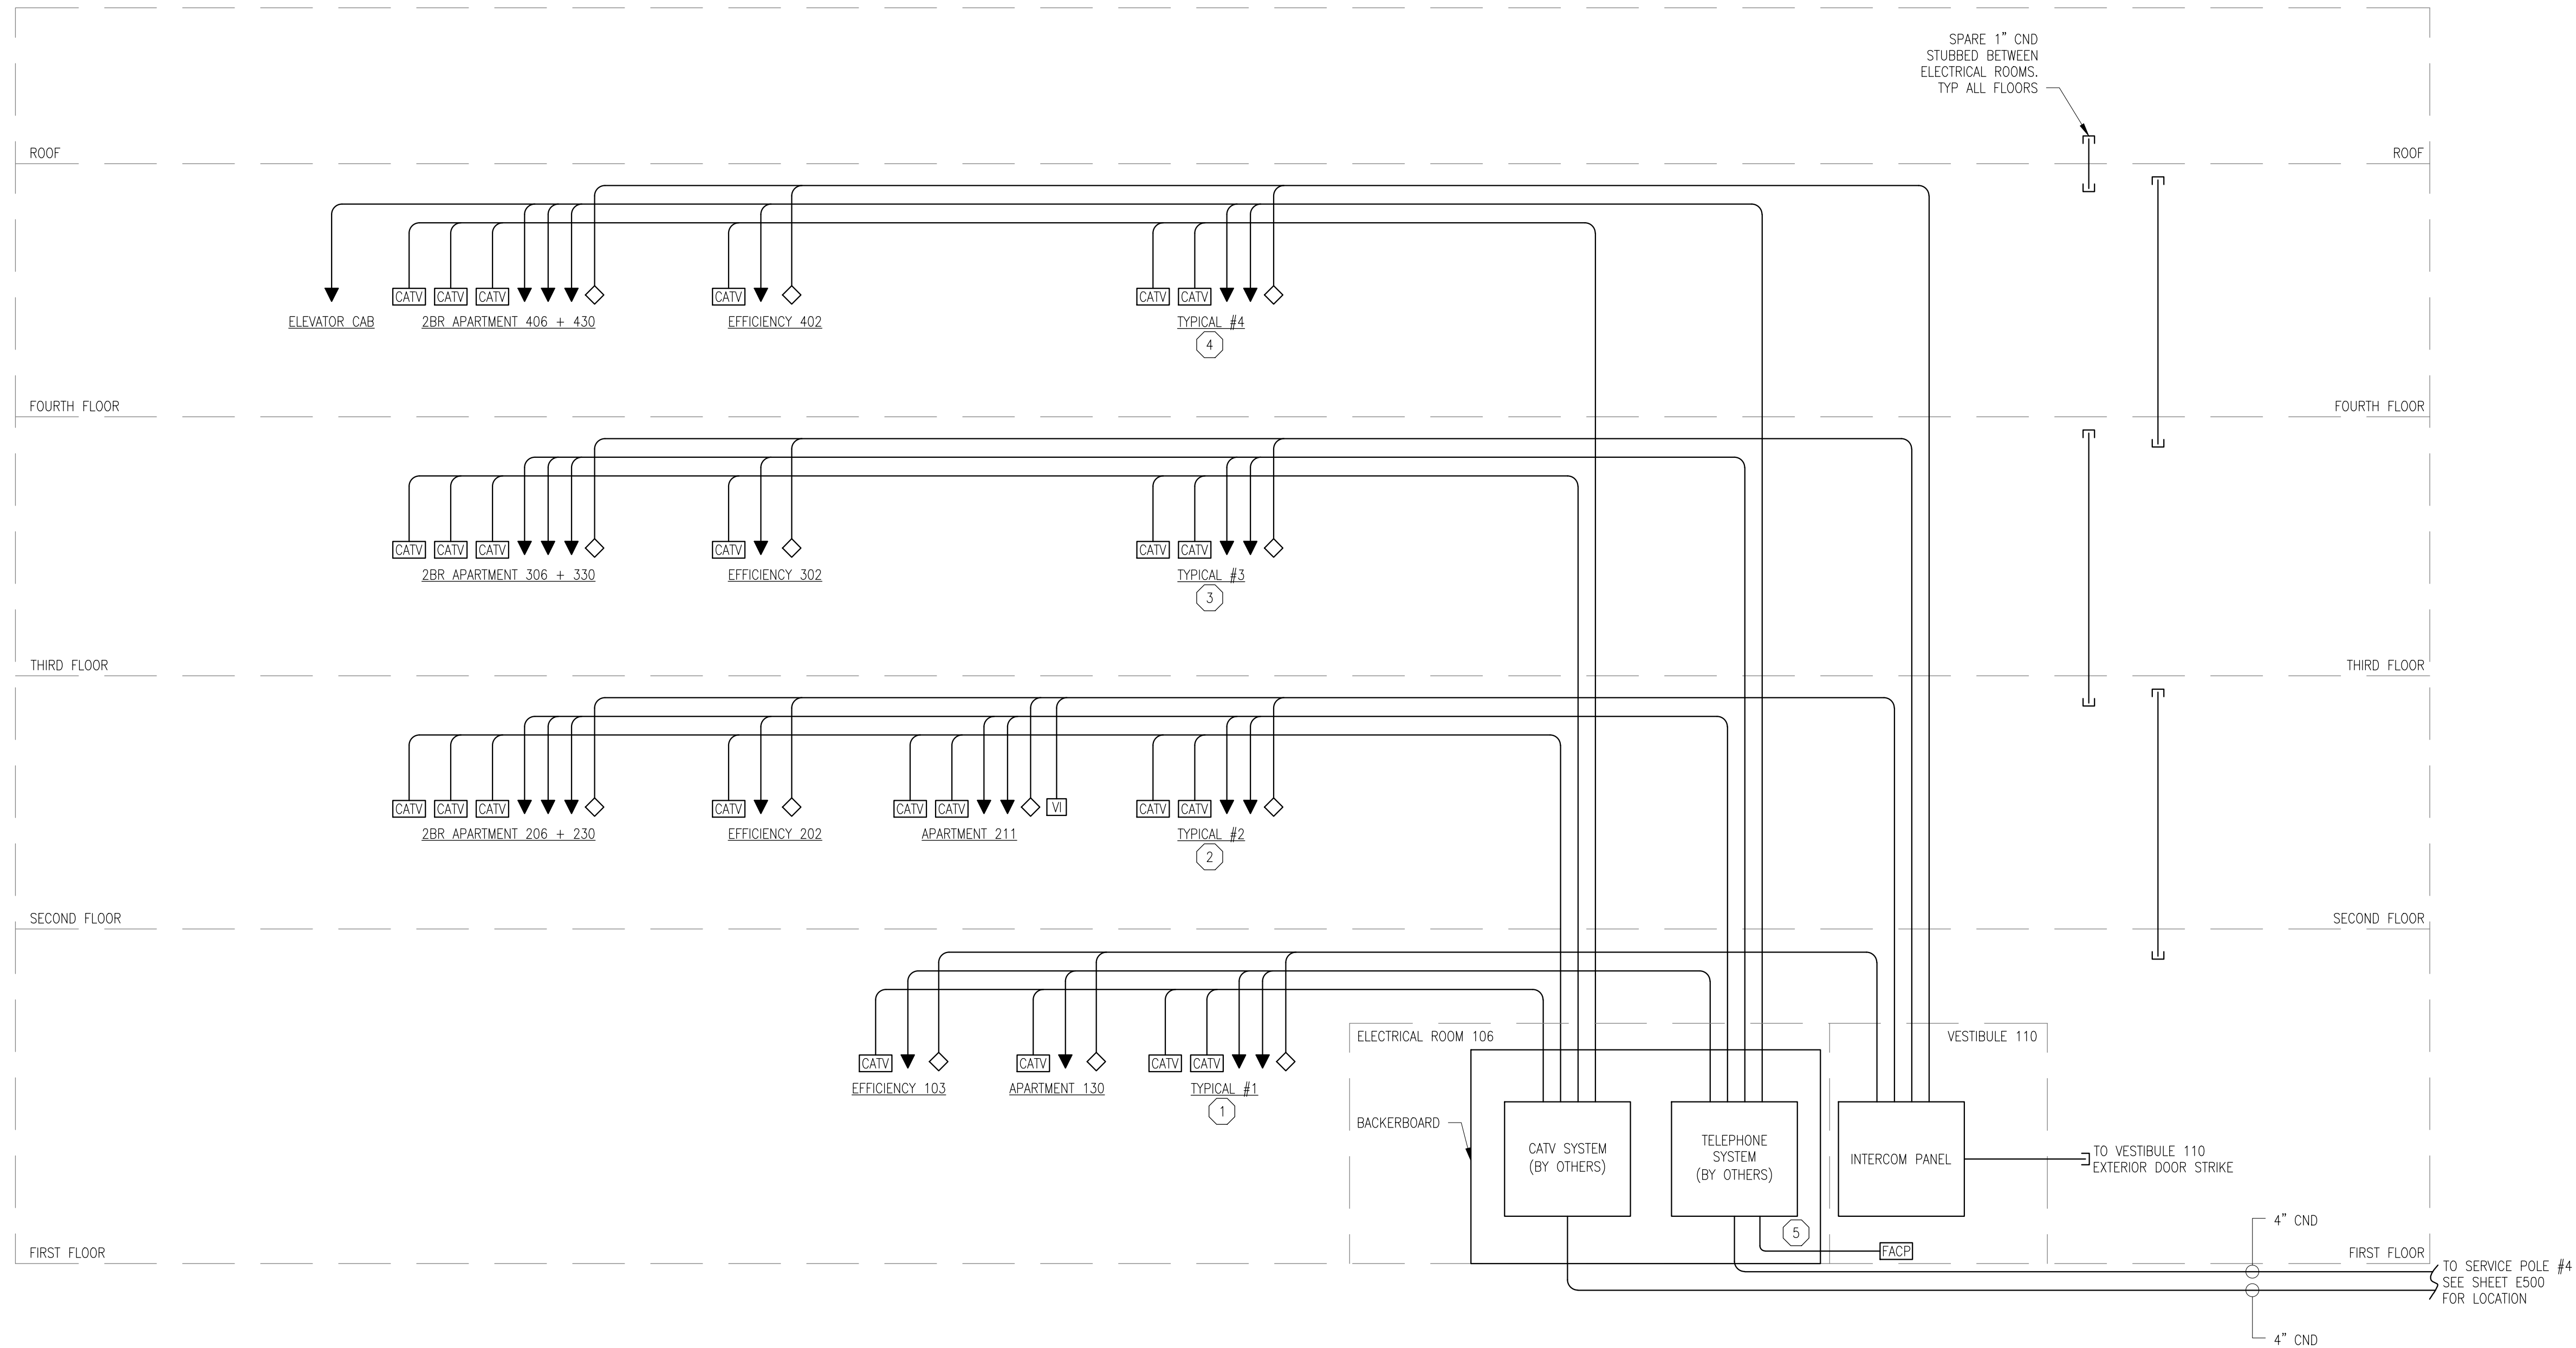 SPARE 1" CND
STUBBED BETWEEN
ELECTRICAL ROOMS.
TYP ALL FLOORS
ROOF
ROOF
CATV
CATV
CATV
CATV
CATV
CATV
ELEVATOR CAB
2BR APARTMENT 406 + 430
EFFICIENCY 402
TYPICAL #4
4
FOURTH FLOOR
FOURTH FLOOR
CATV
CATV
CATV
CATV
CATV
CATV
2BR APARTMENT 306 + 330
EFFICIENCY 302
TYPICAL #3
3
THIRD FLOOR
THIRD FLOOR
CATV
CATV
CATV
CATV
CATV
CATV
VI
CATV
CATV
2BR APARTMENT 206 + 230
EFFICIENCY 202
APARTMENT 211
TYPICAL #2
2
SECOND FLOOR
SECOND FLOOR
CATV
CATV
CATV
CATV
EFFICIENCY 103
APARTMENT 130
TYPICAL #1
1
ELECTRICAL ROOM 106
VESTIBULE 110
BACKERBOARD
CATV SYSTEM
(BY OTHERS)
TELEPHONE
SYSTEM
(BY OTHERS)
INTERCOM PANEL
TO VESTIBULE 110
EXTERIOR DOOR STRIKE
5
FACP
4" CND
FIRST FLOOR
FIRST FLOOR
TO SERVICE POLE #4
SEE SHEET E500
FOR LOCATION
4" CND